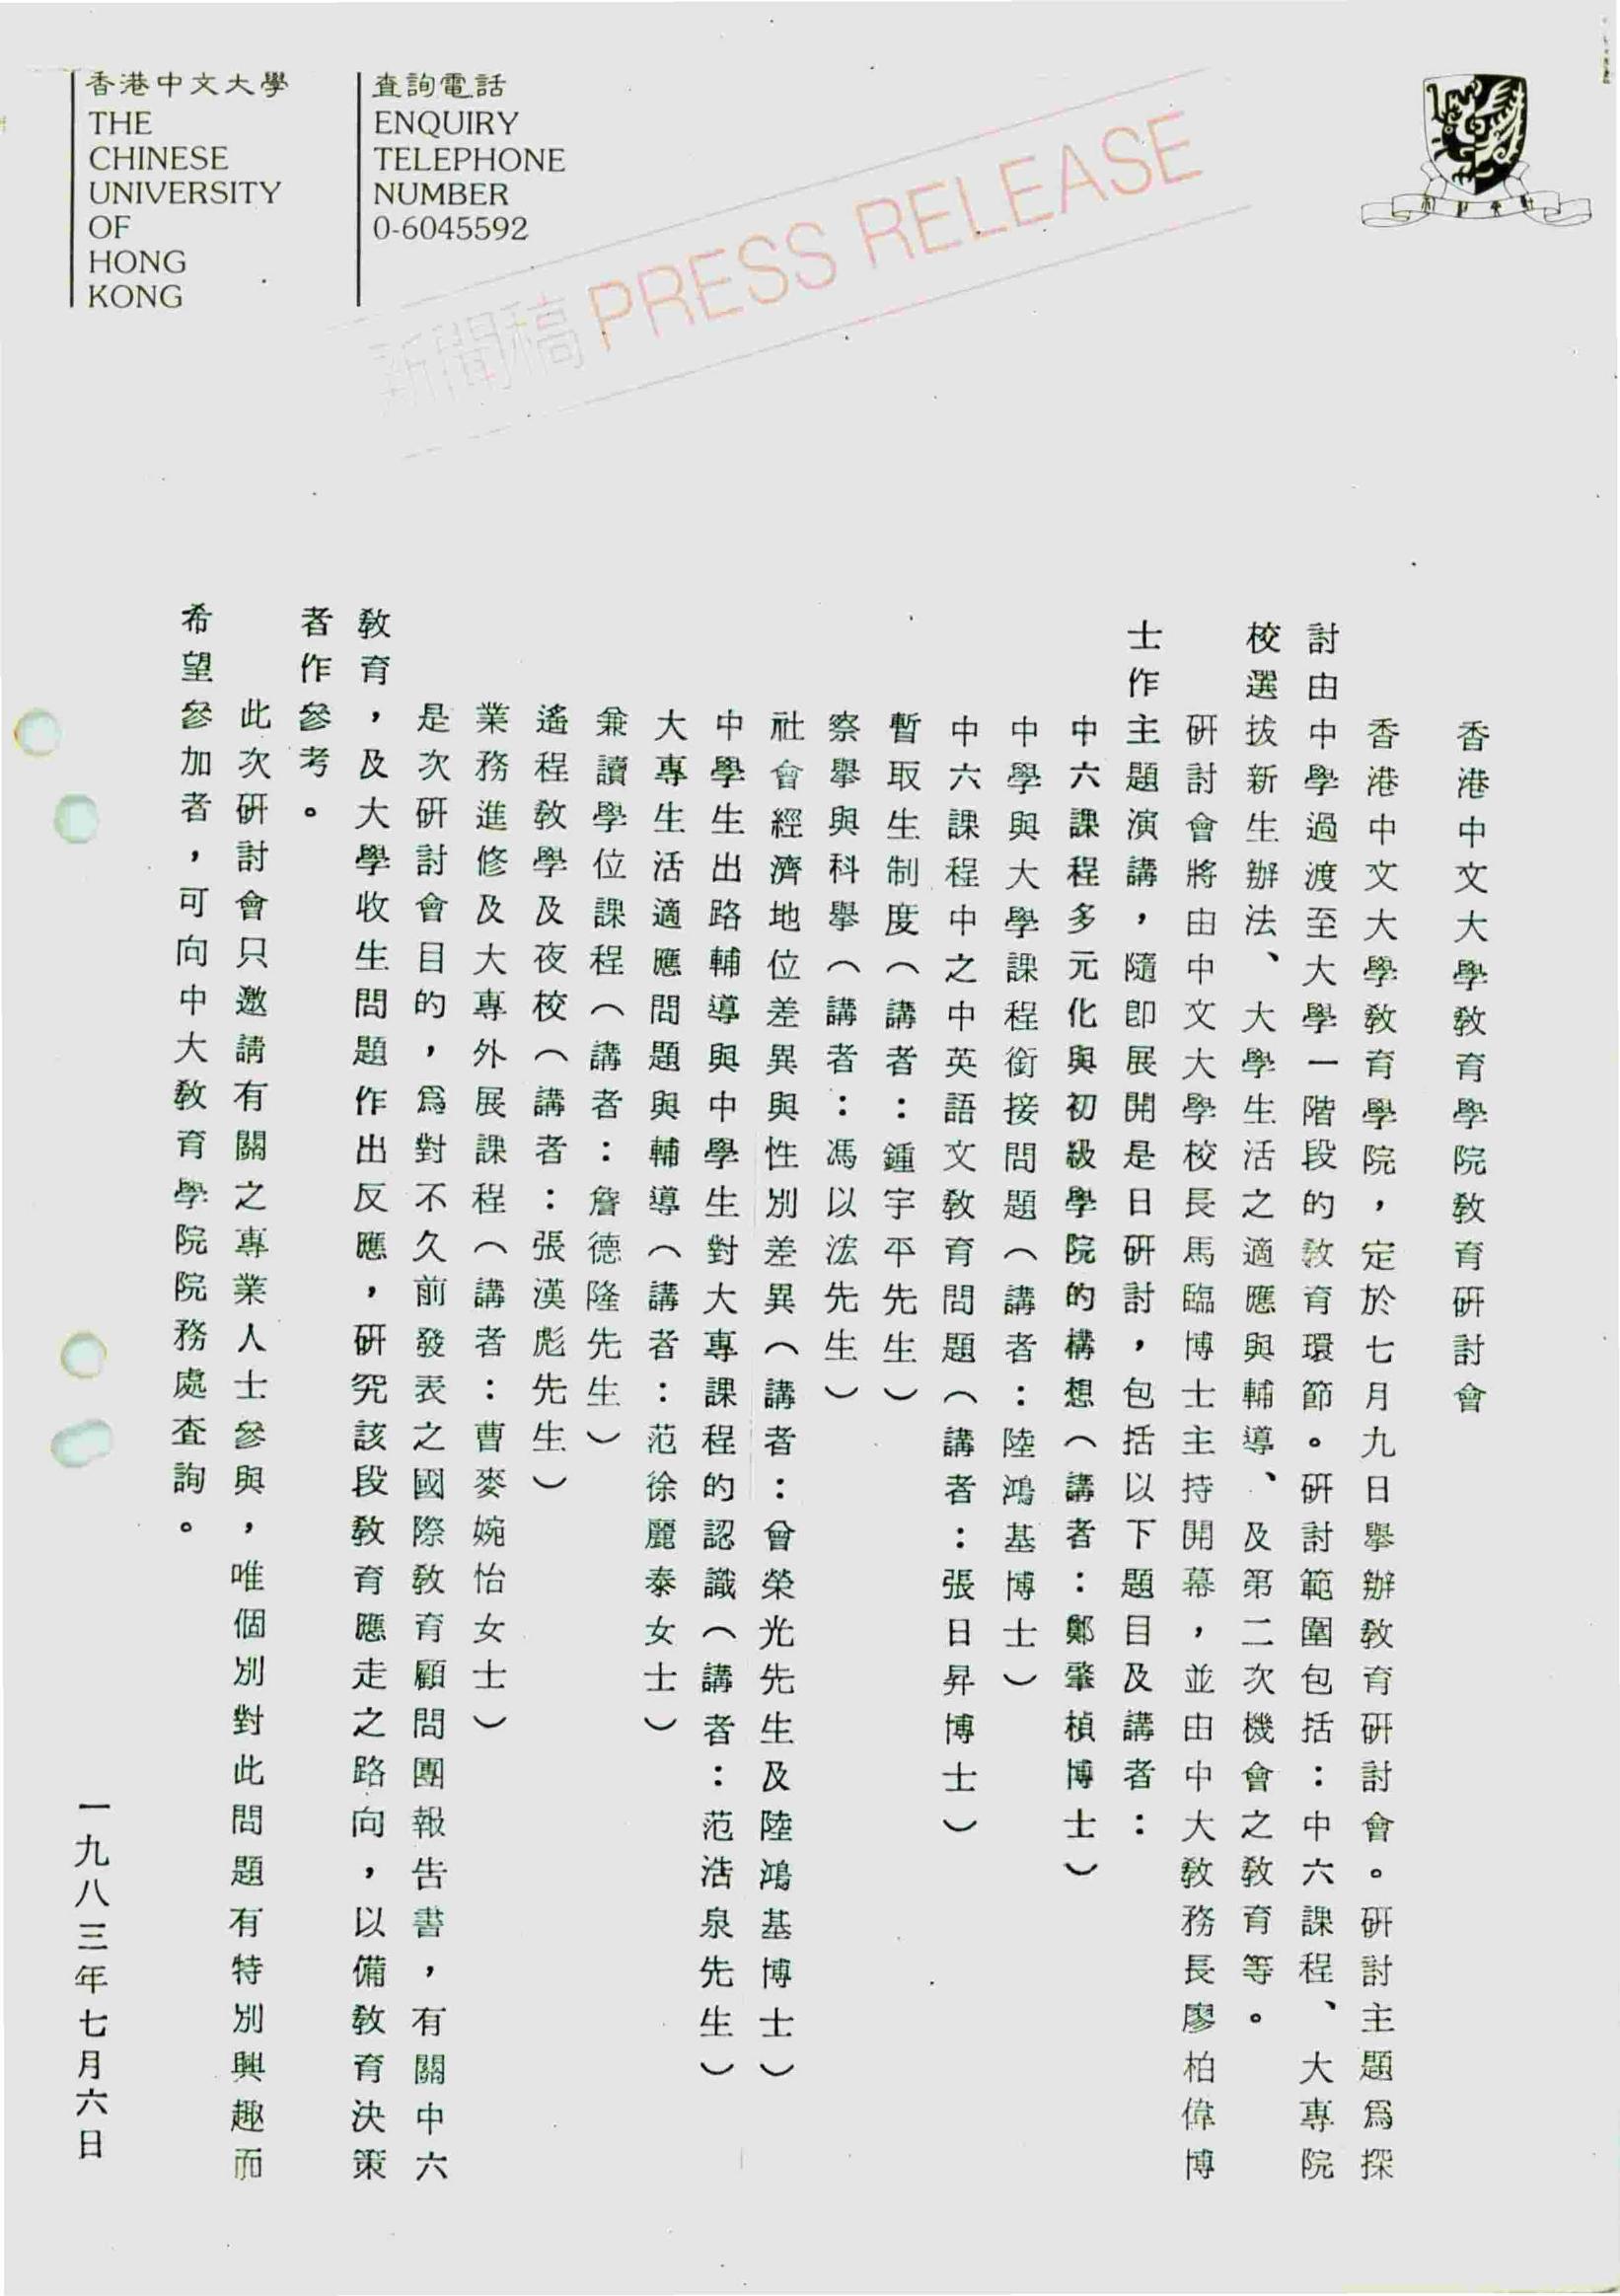 香港中文大學
THE
CHINESE
UNIVERSITY
OF
HONG
KONG
查詢電話
ENQUIRY
TELEPHONE
NUMBER
0-6045592
新聞稿 PRESS RELEASE
香港中文大學教育學院教育研討會
香港中文大學教育學院，定於七月九日舉辦教育研討會。研討主題爲探
討由中學過渡至大學一階段的教育環節。研討範圍包括：中六課程、大專院
校選拔新生辦法、大學生活之適應與輔導、及第二次機會之教育等。
研討會將由中文大學校長馬臨博士主持開幕，並由中大教務長廖柏偉博
士作主題演講，隨即展開是日研討，包括以下題目及講者：
中六課程多元化與初級學院的構想（講者：鄭肇楨博士）
中學與大學課程銜接問題（講者：陸鴻基博士）
中六課程中之中英語文教育問題（講者：張日昇博士）
暫取生制度（講者：鍾宇平先生）
察舉與科舉（講者：馮以浤先生）
社會經濟地位差異與性別差異（講者：曾榮光先生及陸鴻基博士）
中學生出路輔導與中學生對大專課程的認識（講者：范浩泉先生）
大專生活適應問題與輔導（講者：范徐麗泰女士）
兼讀學位課程（講者：詹德隆先生）
遙程教學及夜校（講者：張漢彪先生）
業務進修及大專外展課程（講者：曹麥婉怡女士）
是次研討會目的，爲對不久前發表之國際教育顧問團報告書，有關中六
教育，及大學收生問題作出反應，研究該段教育應走之路向，以備教育決策
者作參考。
此次研討會只邀請有關之專業人士參與，唯個別對此問題有特別興趣而
希望參加者，可向中大教育學院院務處查詢。
一九八三年七月六日